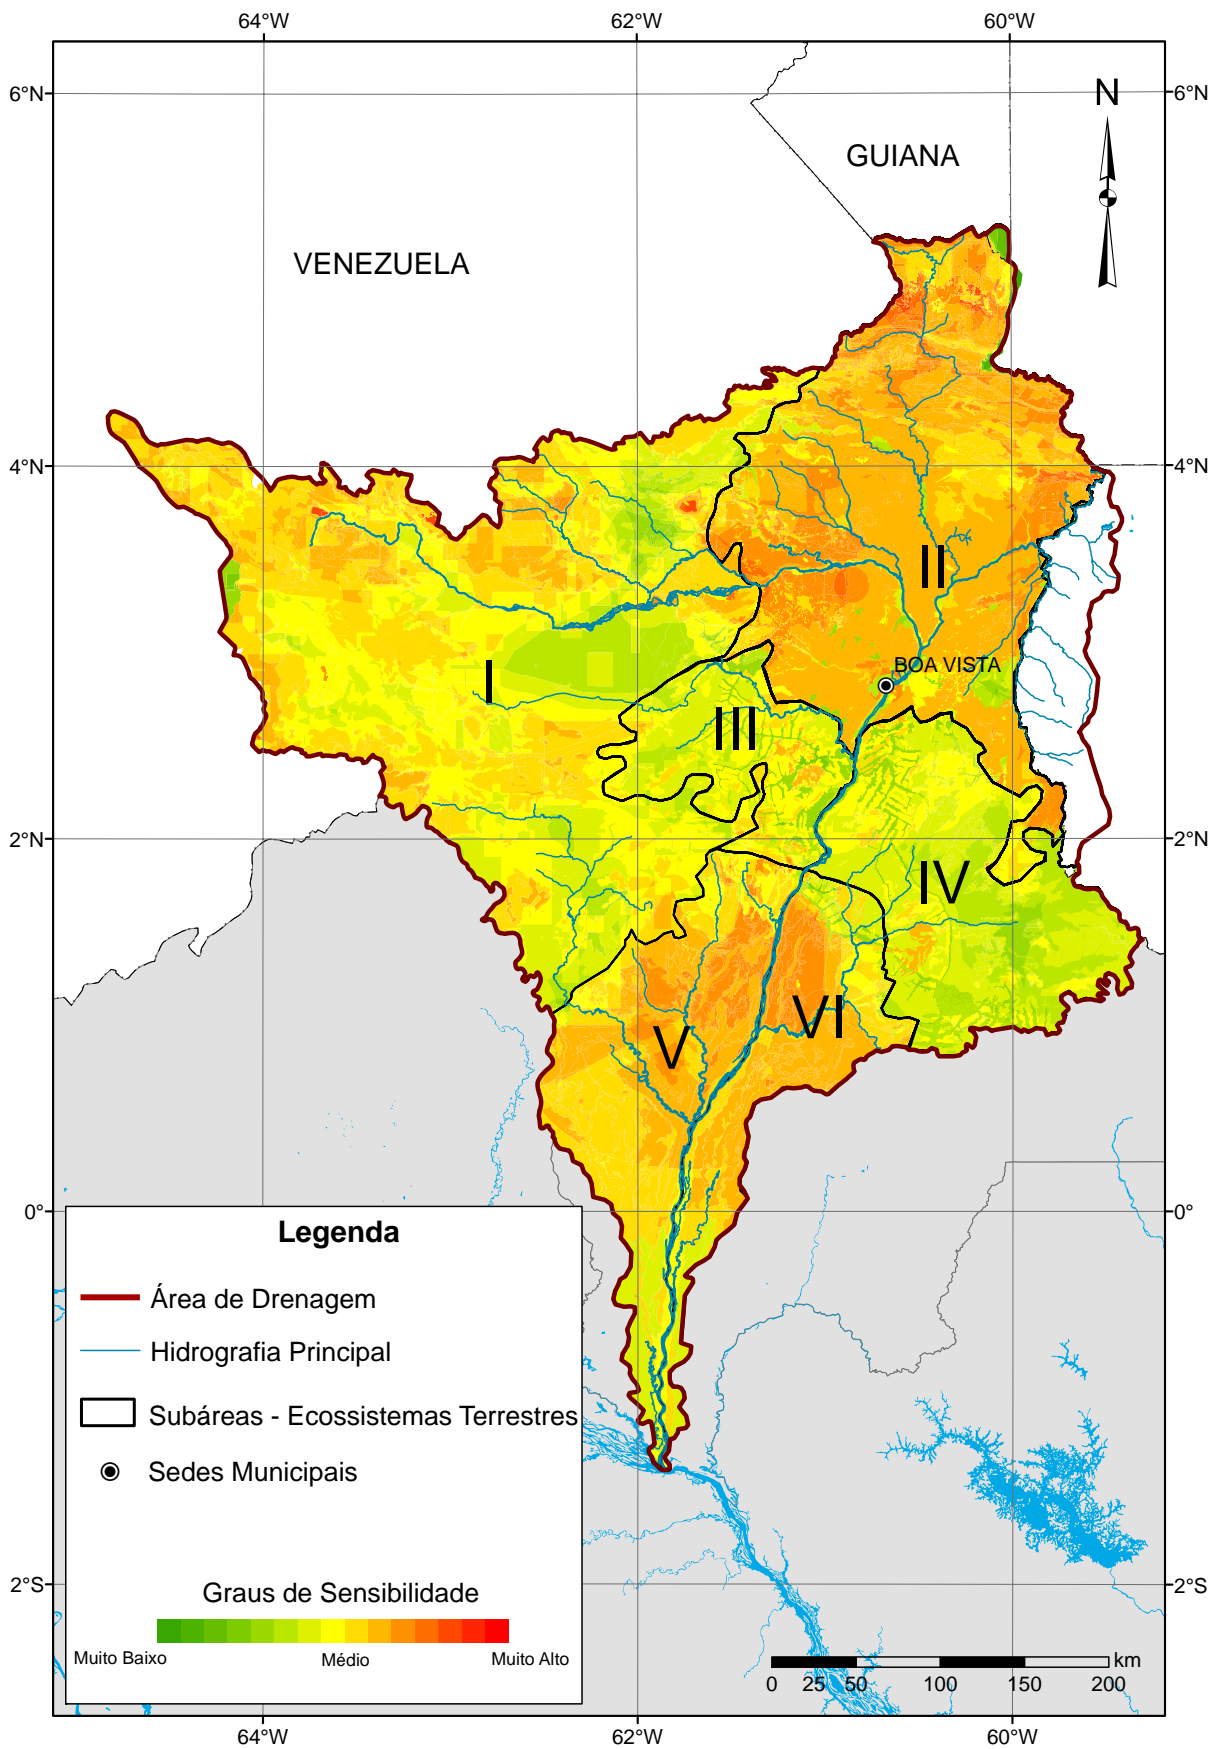 64°W 62°W 60°W
6°N 6°N
N
GUIANA
VENEZUELA
4°N 4°N
II
BOA VISTA
I
III
2°N 2°N
IV
VI
V
0° 0°
Legenda
Área de Drenagem
Hidrografia Principal
Subáreas - Ecossistemas Terrestres
Sedes Municipais
Graus de Sensibilidade
Muito Baixo Médio Muito Alto
2°S 2°S
km
0 25 50 100 150 200
64°W 62°W 60°W